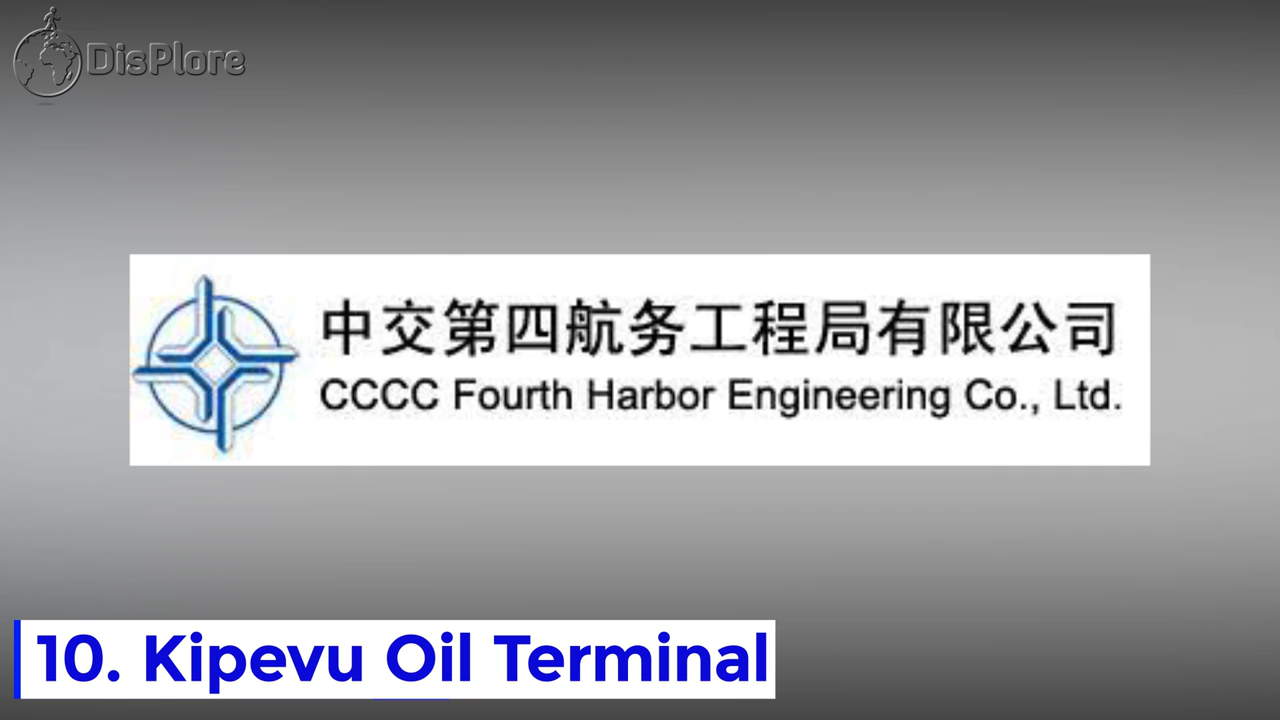 DisPlore
中交第四航务工程局有限公司
CCCC Fourth Harbor Engineering Co., Ltd.
10. Kipevu Oil Terminal